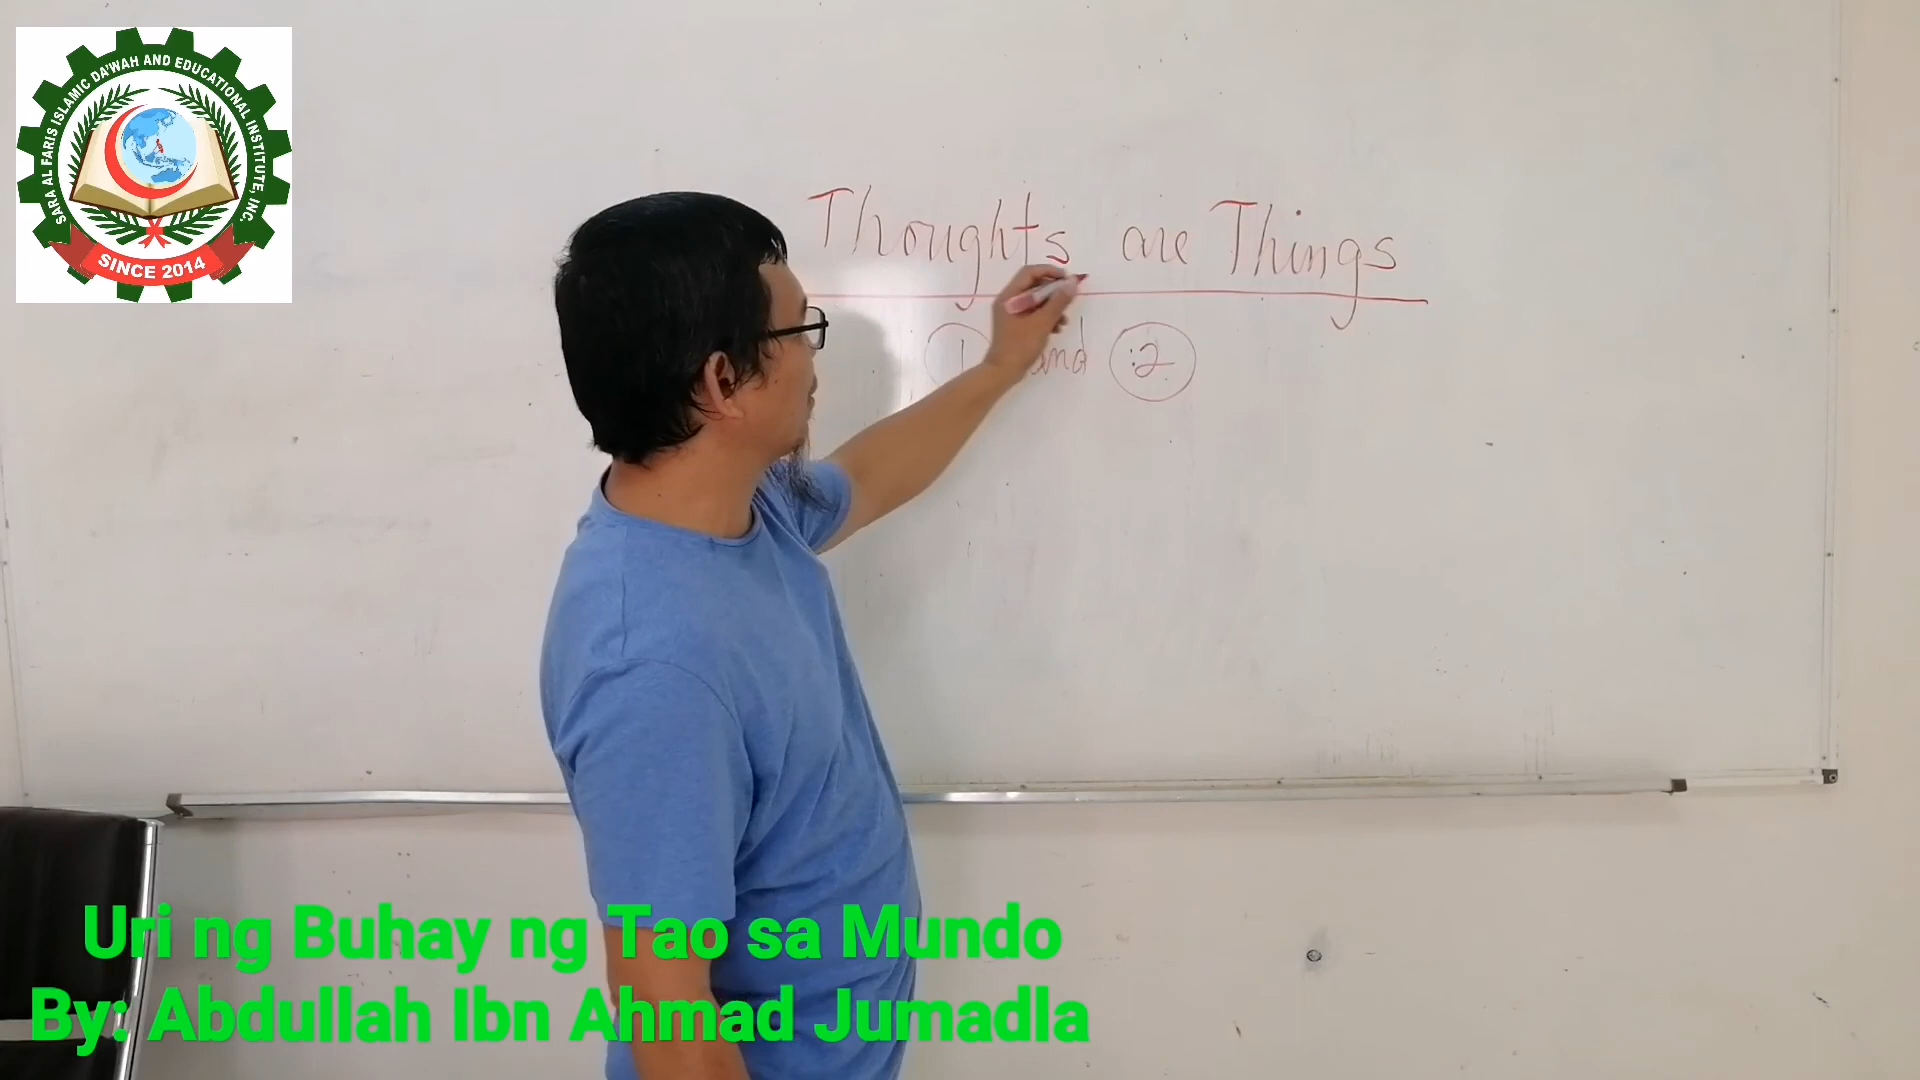 SARA AL FARIS ISLAMIC DA'WAH AND EDUCATIONAL INSTITUTE, INC.
SINCE 2014
Thoughts are Things
1 and :2
Uri ng Buhay ng Tao sa Mundo
By: Abdullah Ibn Ahmad Jumadla